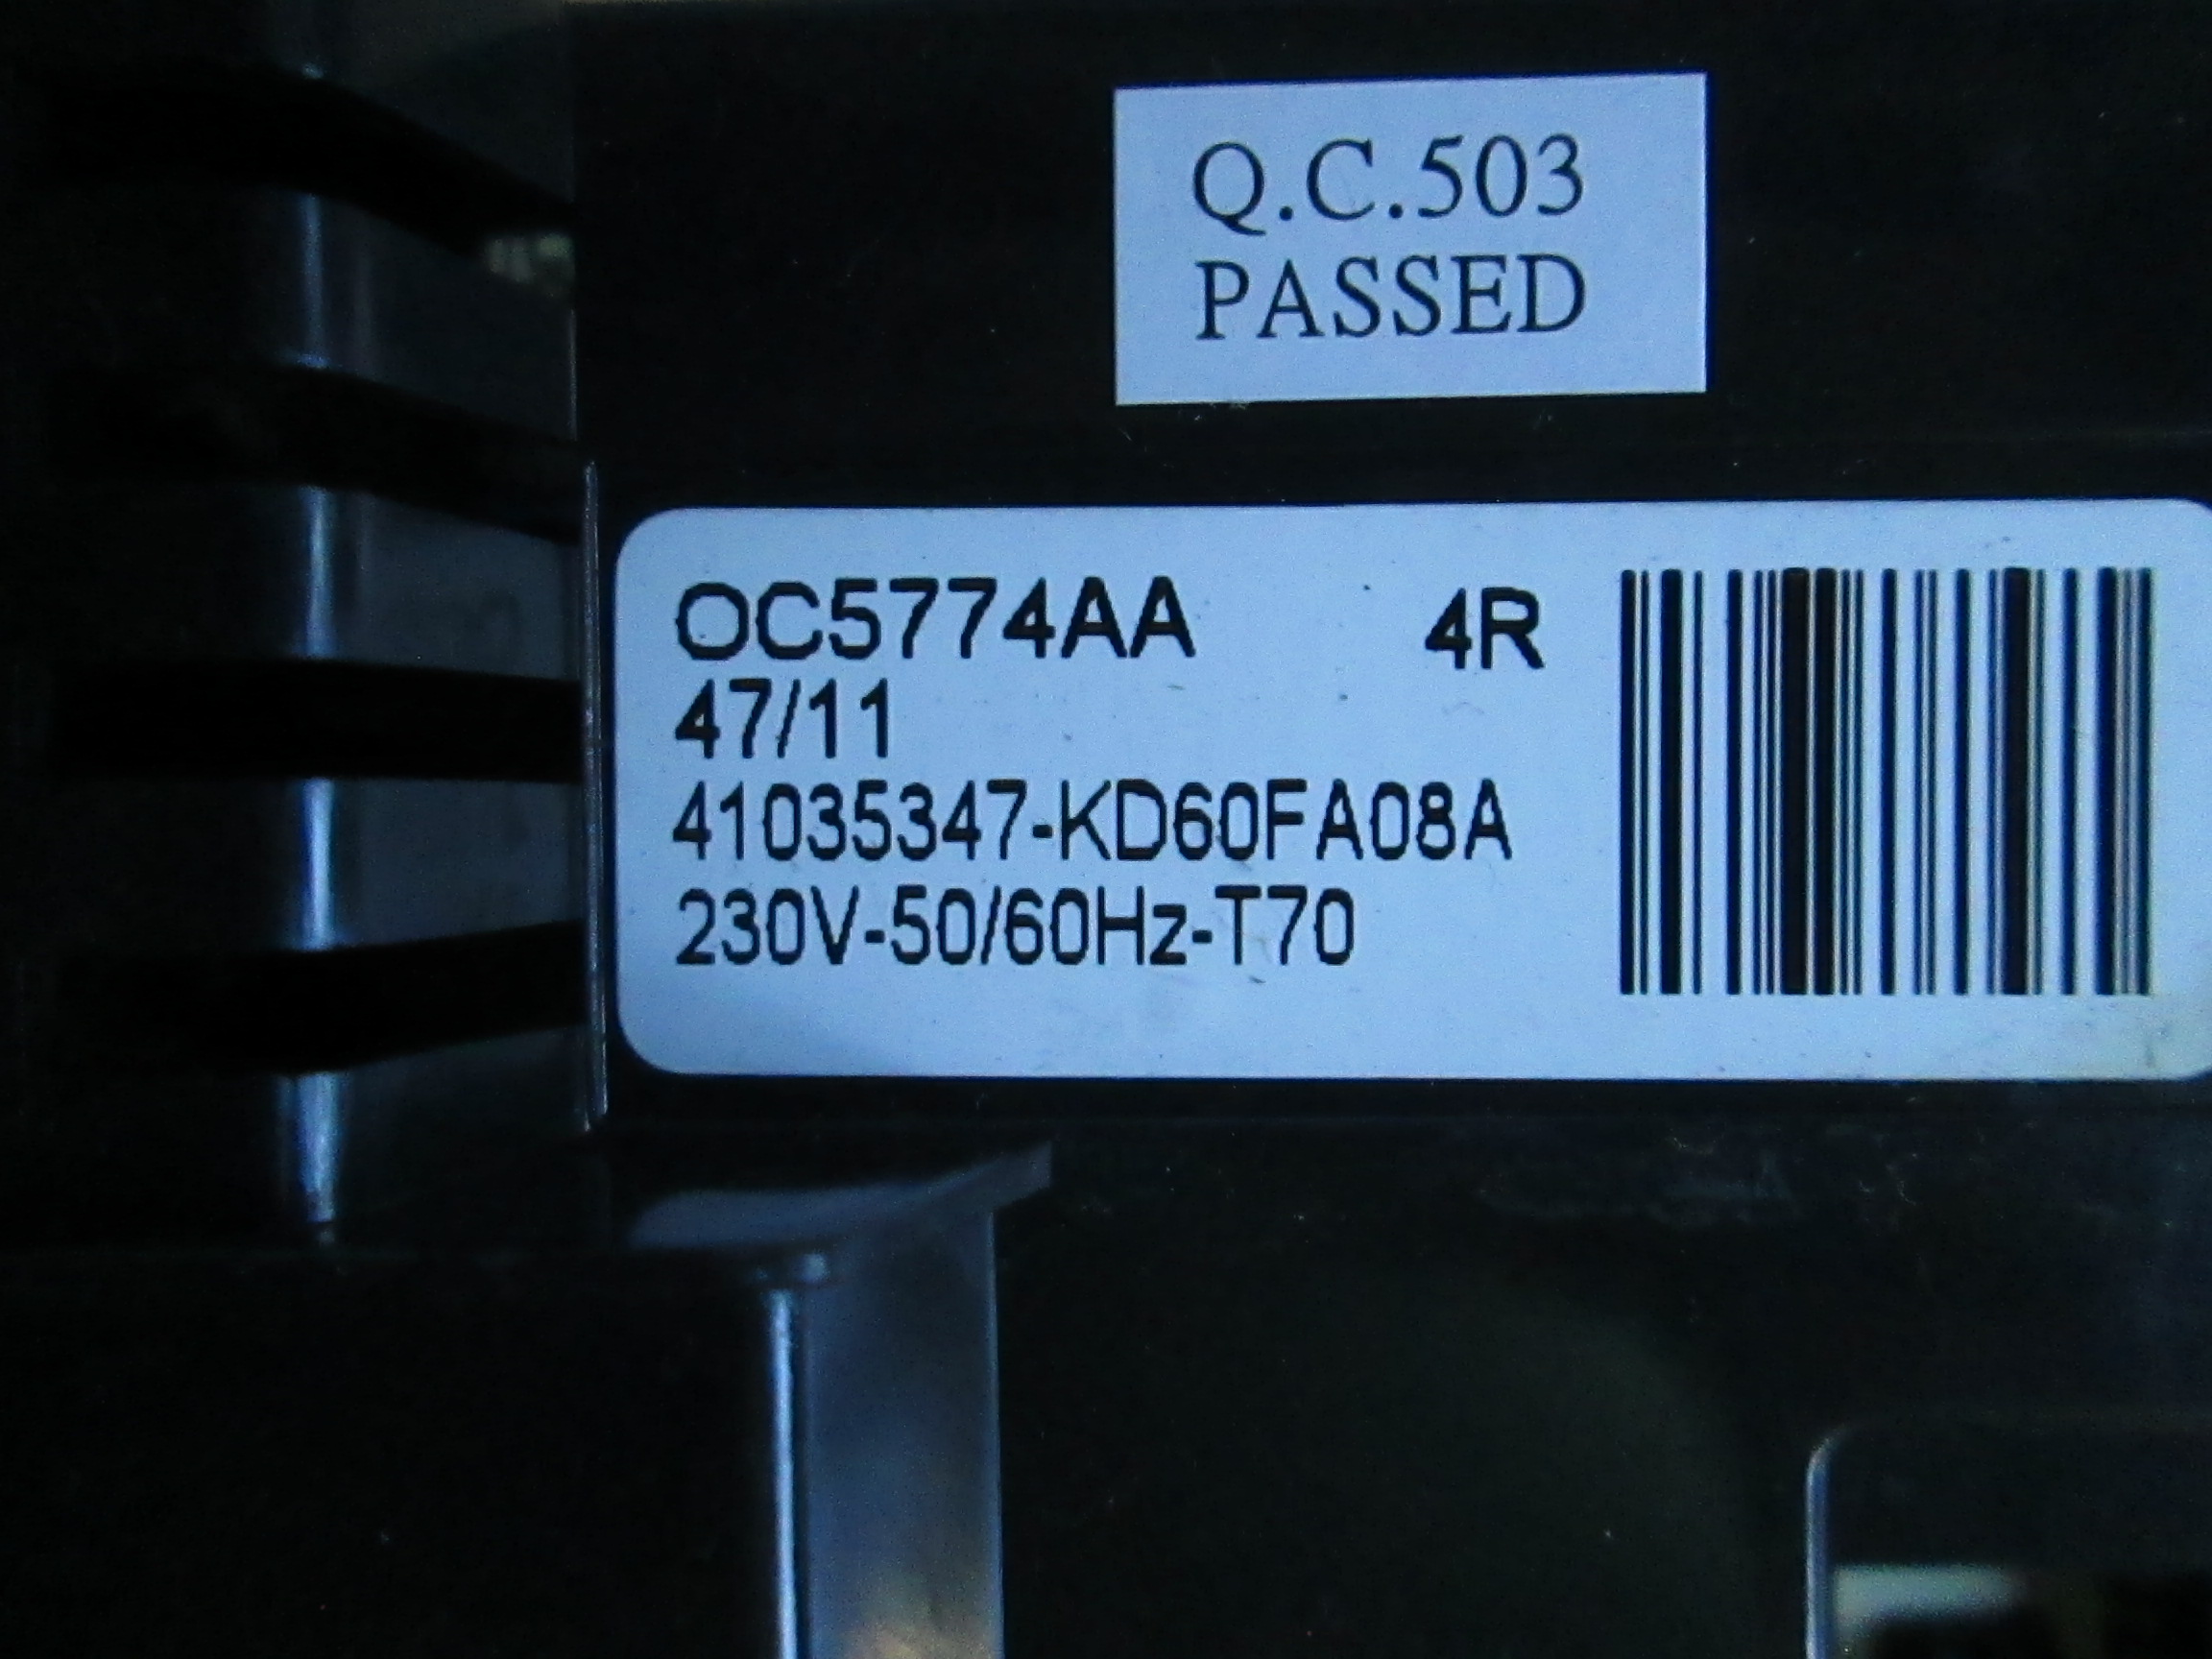 Q.C.503
PASSED
OC5774AA 4R
47/11
41035347-KD60FA08A
230V-50/60Hz-T70